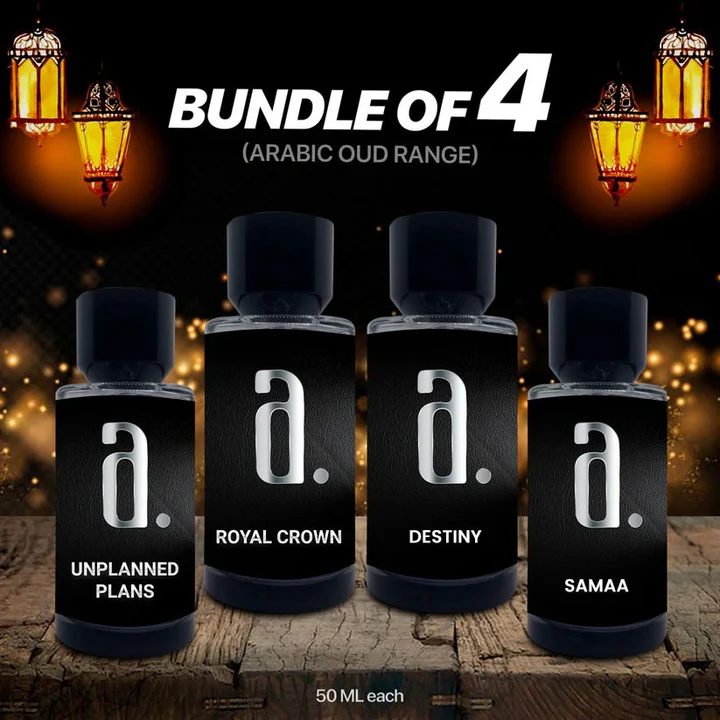 BUNDLE OF 4
(ARABIC OUD RANGE)
a.
UNPLANNED
PLANS
a.
ROYAL CROWN
a.
DESTINY
a.
SAMAA
50 ML each